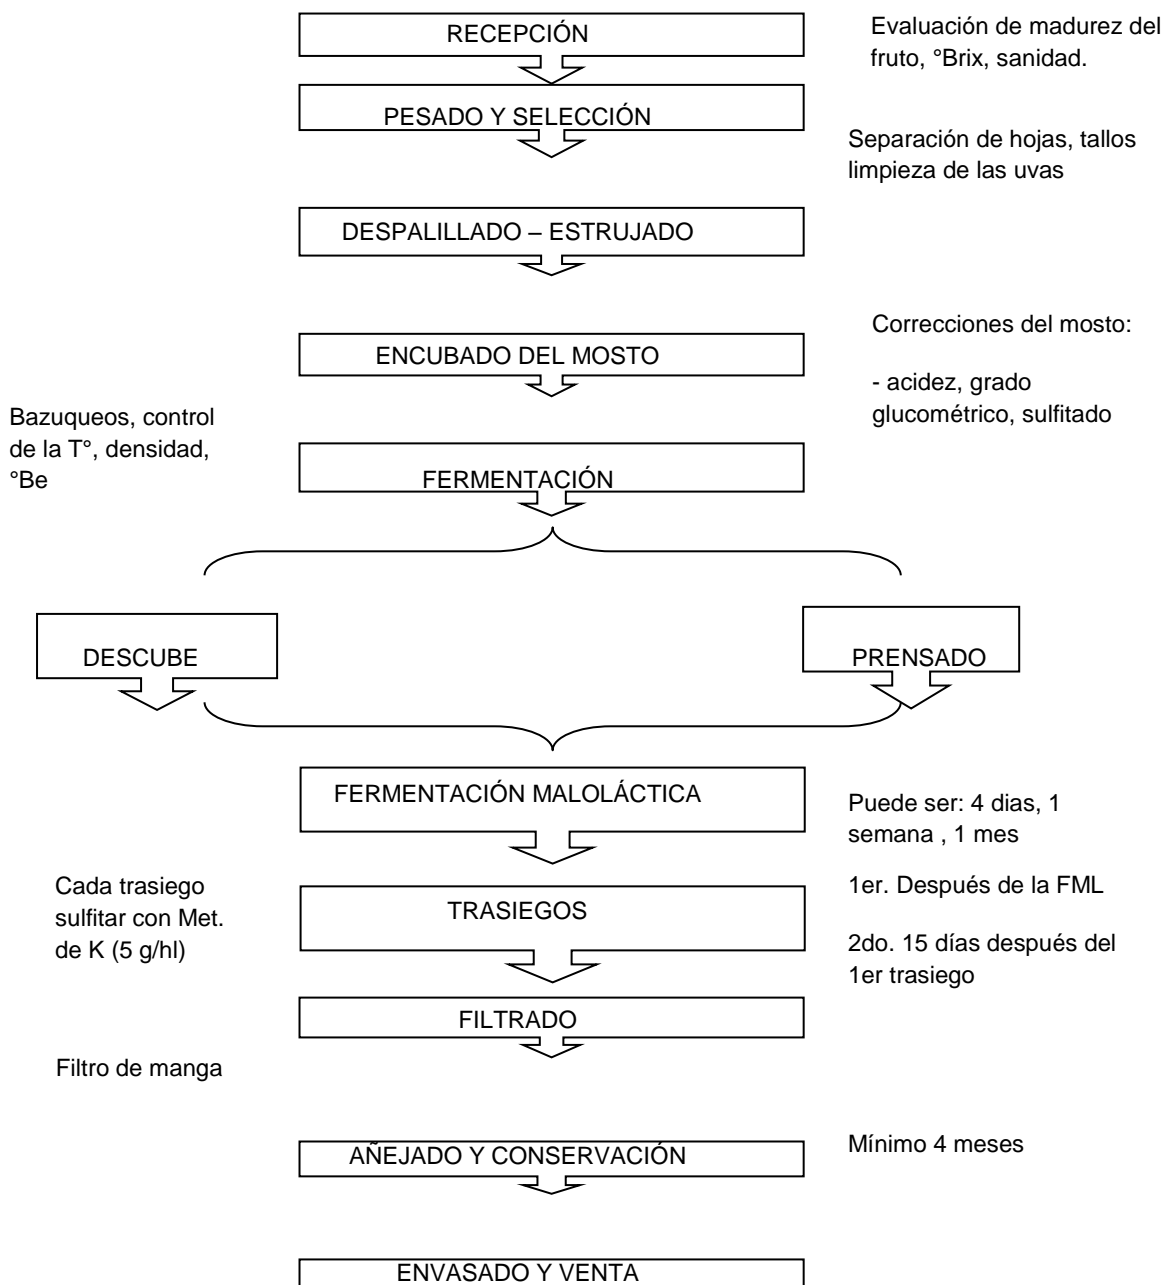 RECEPCIÓN
Evaluación de madurez del
fruto, °Brix, sanidad.
PESADO Y SELECCIÓN
Separación de hojas, tallos
limpieza de las uvas
DESPALILLADO – ESTRUJADO
Correcciones del mosto:
ENCUBADO DEL MOSTO
- acidez, grado
glucométrico, sulfitado
Bazuqueos, control
de la T°, densidad,
°Be
FERMENTACIÓN
DESCUBE
PRENSADO
FERMENTACIÓN MALOLÁCTICA
Puede ser: 4 dias, 1
semana , 1 mes
Cada trasiego
sulfitar con Met.
de K (5 g/hl)
TRASIEGOS
1er. Después de la FML
2do. 15 días después del
1er trasiego
FILTRADO
Filtro de manga
AÑEJADO Y CONSERVACIÓN
Mínimo 4 meses
ENVASADO Y VENTA